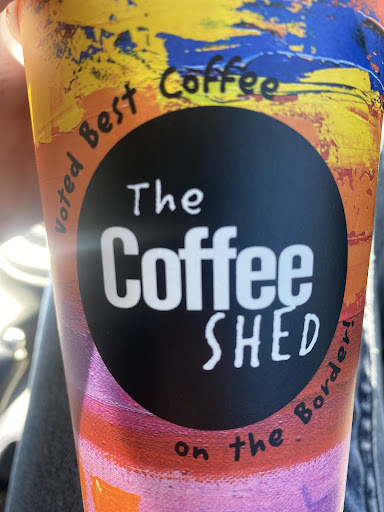 Voted Best Coffee
The
Coffee
SHED
on the Border!